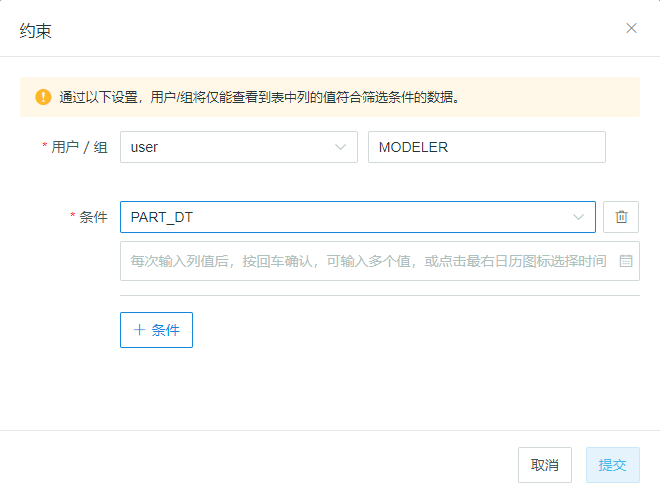 约束
通过以下设置，用户/组将仅能查看到表中列的值符合筛选条件的数据。
* 用户 / 组 user MODELER
* 条件 PART_DT
每次输入列值后，按回车确认，可输入多个值，或点击最右日历图标选择时间
+ 条件
取消 提交